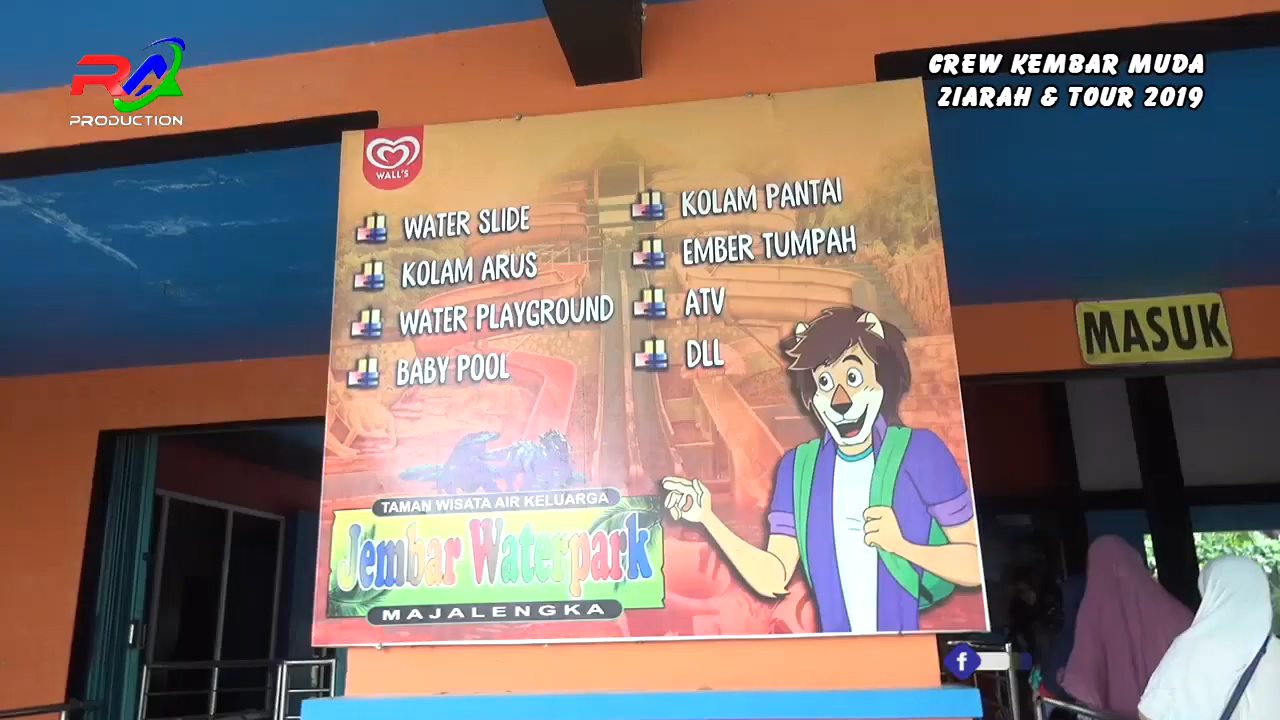 RA
PRODUCTION
CREW KEMBAR MUDA
ZIARAH & TOUR 2019
WALL'S
WATER SLIDE
KOLAM ARUS
WATER PLAYGROUND
BABY POOL
KOLAM PANTAI
EMBER TUMPAH
ATV
DLL
MASUK
TAMAN WISATA AIR KELUARGA
Jembar Waterpark
MAJALENGKA
f